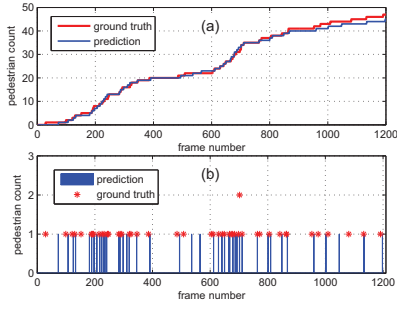 50
40
30
20
10
0
pedestrian count
ground truth
prediction
(a)
0 200 400 600 800 1000 1200
frame number
3
2
1
0
pedestrian count
prediction
ground truth
(b)
0 200 400 600 800 1000 1200
frame number